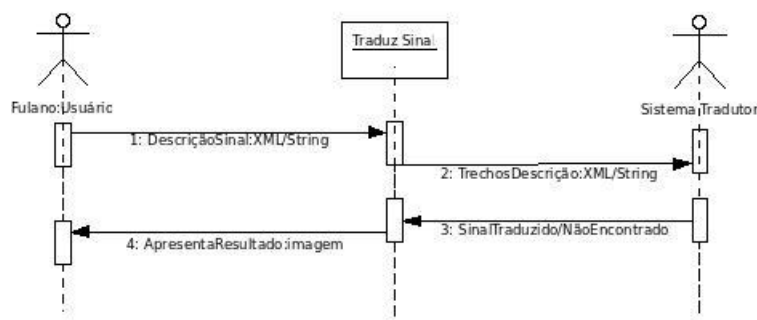 Traduz Sinal
Fulano:Usuário
Sistema Tradutor
1: DescriçãoSinal:XML/String
2: TrechosDescrição:XML/String
3: SinalTraduzido/NãoEncontrado
4: ApresentaResultado:imagem